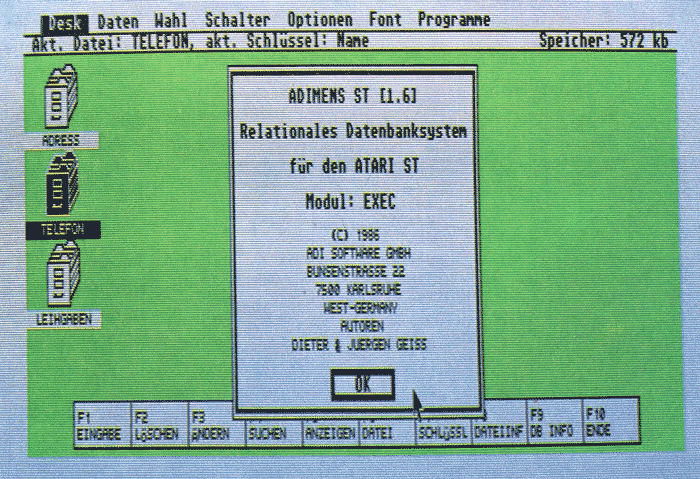 Desk Daten Wahl Schalter Optionen Font Programme
Akt. Datei: TELEFON, akt. Schlüssel: Name Speicher: 572 kb
ADRESS
TELEFON
LEIHGABEN
ADIMENS ST [1.6]
Relationales Datenbanksystem
für den ATARI ST
Modul: EXEC
(C) 1986
ADI SOFTWARE GMBH
BUNSENSTRASSE 22
7500 KARLSRUHE
WEST-GERMANY
AUTOREN
DIETER & JUERGEN GEISS
OK
F1 F2 F3 F9 F10
EINGABE LöSCHEN äNDERN SUCHEN ANZEIGEN DATEI SCHLüSSL DATEIINF DB INFO ENDE